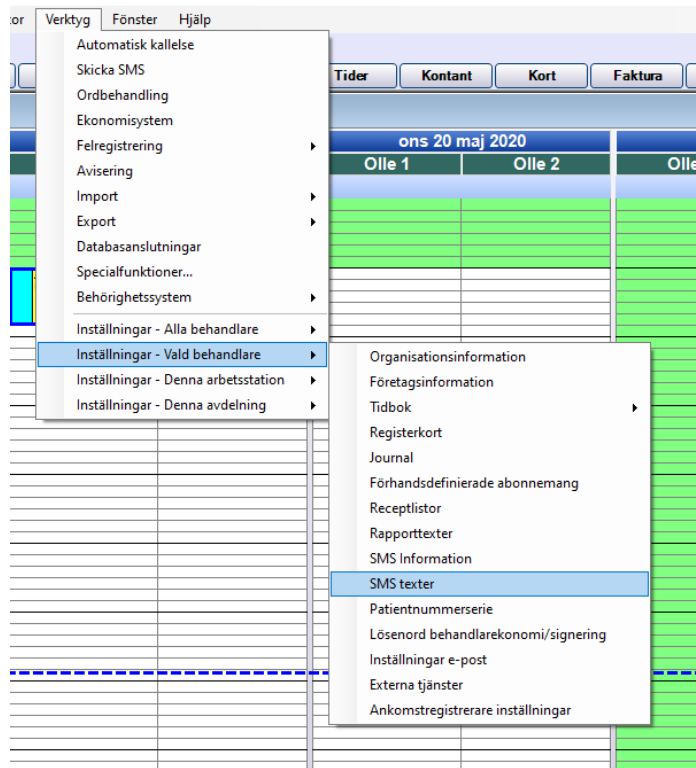 Verktyg Fönster Hjälp
Automatisk kallelse
Skicka SMS
Ordbehandling
Ekonomisystem
Felregistrering
Avisering
Import
Export
Databasanslutningar
Specialfunktioner...
Behörighetssystem
Inställningar - Alla behandlare
Inställningar - Vald behandlare
Inställningar - Denna arbetsstation
Inställningar - Denna avdelning
Tider Kontant Kort Faktura
ons 20 maj 2020
Olle 1 Olle 2 Olle
Organisationsinformation
Företagsinformation
Tidbok
Registerkort
Journal
Förhandsdefinierade abonnemang
Receptlistor
Rapporttexter
SMS Information
SMS texter
Patientnummerserie
Lösenord behandlarekonomi/signering
Inställningar e-post
Externa tjänster
Ankomstregistrerare inställningar